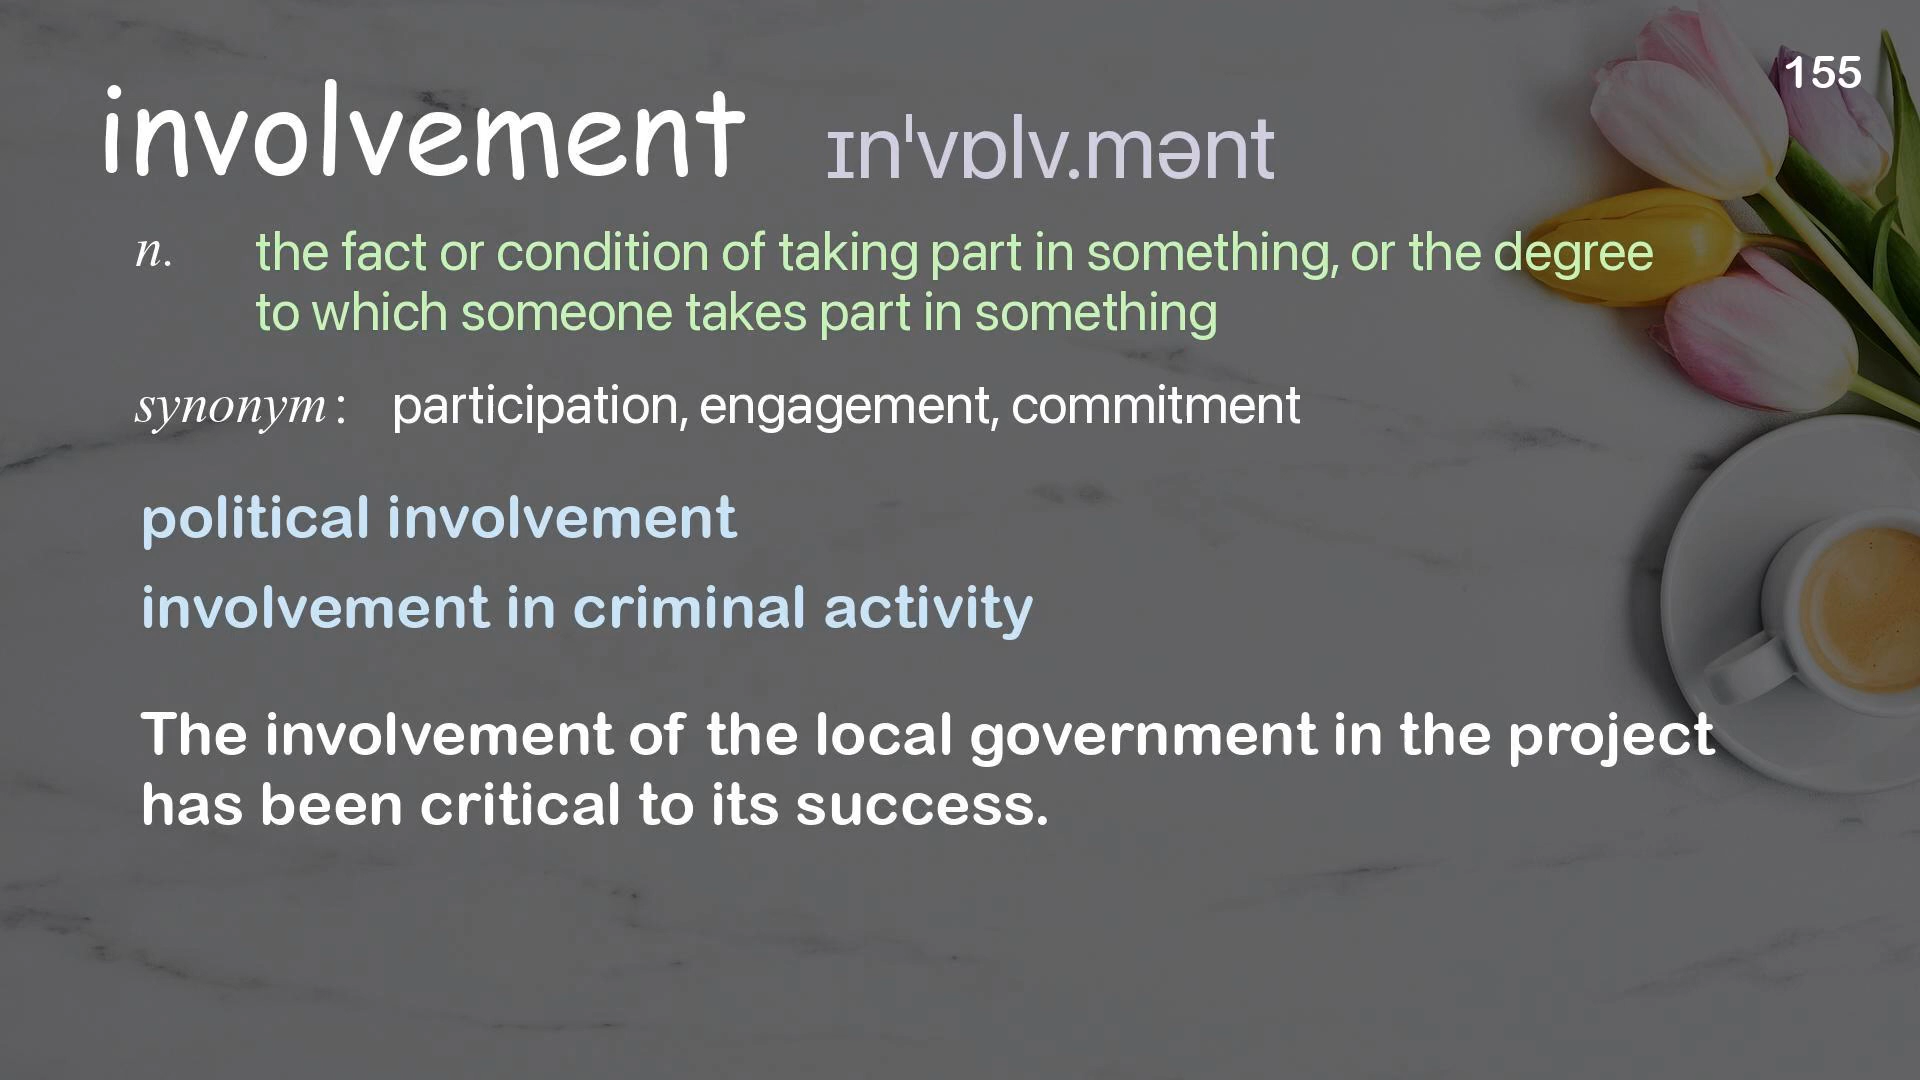 155
involvement ɪnˈvɒlv.mənt
n. the fact or condition of taking part in something, or the degree
to which someone takes part in something
synonym: participation, engagement, commitment
political involvement
involvement in criminal activity
The involvement of the local government in the project
has been critical to its success.